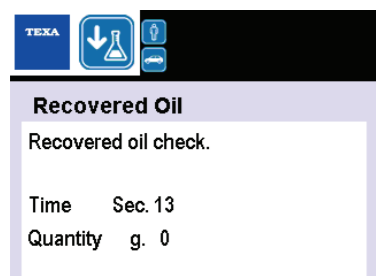 TEXA
Recovered Oil
Recovered oil check.
Time Sec. 13
Quantity g. 0